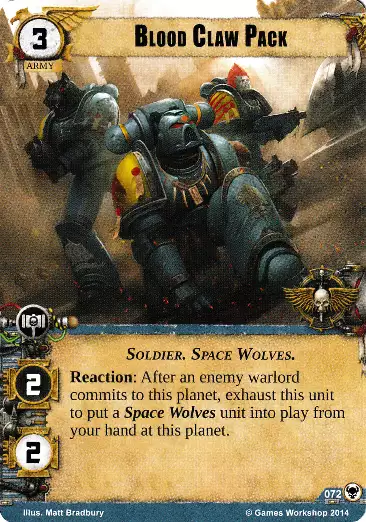 3
BLOOD CLAW PACK
ARMY
SOLDIER. SPACE WOLVES.
2
Reaction: After an enemy warlord
commits to this planet, exhaust this unit
to put a Space Wolves unit into play from
your hand at this planet.
2
072
Illus. Matt Bradbury
© Games Workshop 2014